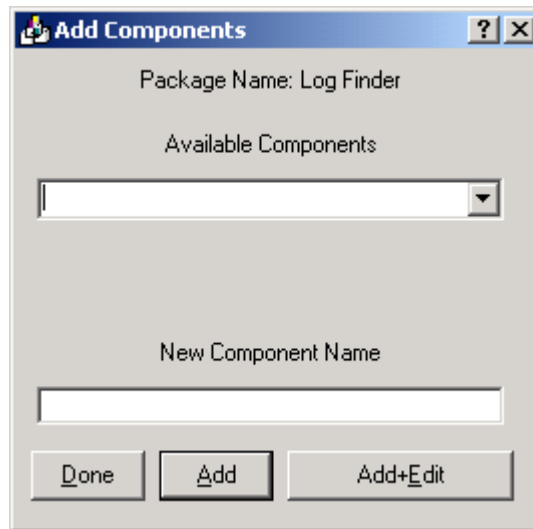 Add Components
Package Name: Log Finder
Available Components
New Component Name
Done Add Add+Edit